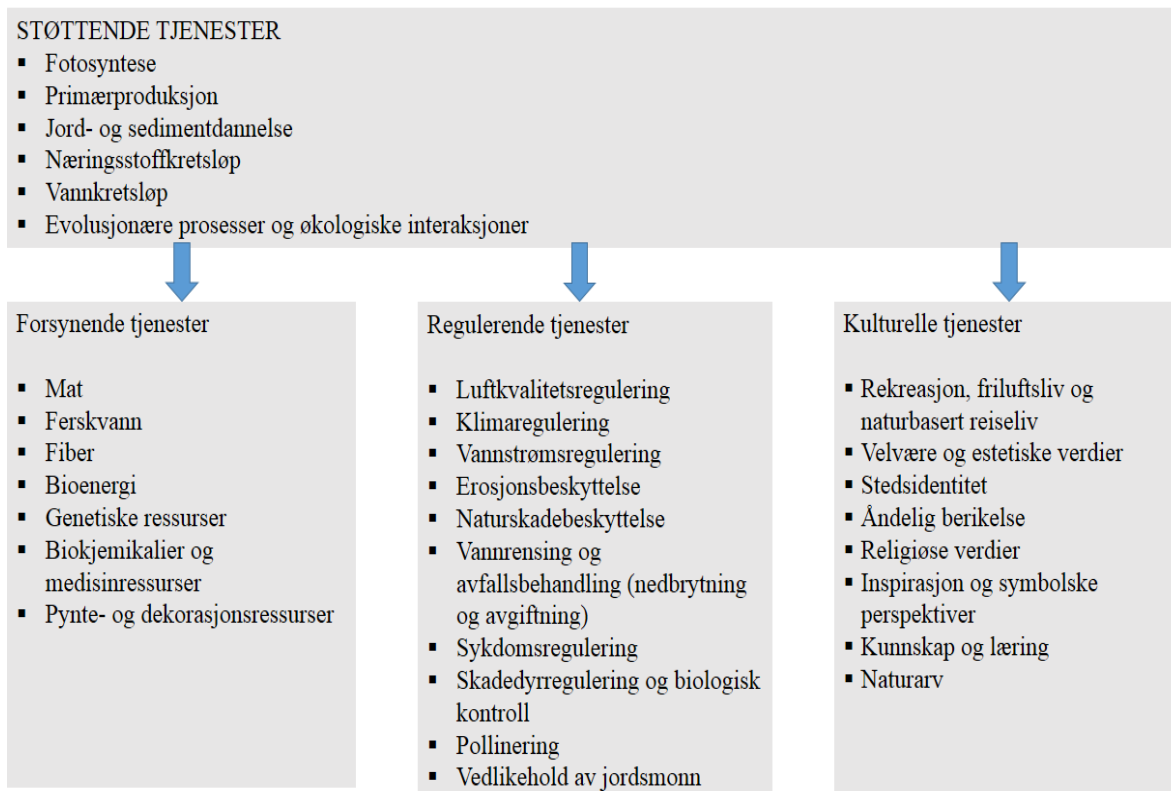 STØTTENDE TJENESTER
▪ Fotosyntese
▪ Primærproduksjon
▪ Jord- og sedimentdannelse
▪ Næringsstoffkretsløp
▪ Vannkretsløp
▪ Evolusjonære prosesser og økologiske interaksjoner
Forsynende tjenester
▪ Mat
▪ Ferskvann
▪ Fiber
▪ Bioenergi
▪ Genetiske ressurser
▪ Biokjemikalier og
medisinressurser
▪ Pynte- og dekorasjonsressurser
Regulerende tjenester
▪ Luftkvalitetsregulering
▪ Klimaregulering
▪ Vannstrømsregulering
▪ Erosjonsbeskyttelse
▪ Naturskadebeskyttelse
▪ Vannrensing og
avfallsbehandling (nedbrytning
og avgiftning)
▪ Sykdomsregulering
▪ Skadedyrregulering og biologisk
kontroll
▪ Pollinering
▪ Vedlikehold av jordsmonn
Kulturelle tjenester
▪ Rekreasjon, friluftsliv og
naturbasert reiseliv
▪ Velvære og estetiske verdier
▪ Stedsidentitet
▪ Åndelig berikelse
▪ Religiøse verdier
▪ Inspirasjon og symbolske
perspektiver
▪ Kunnskap og læring
▪ Naturarv